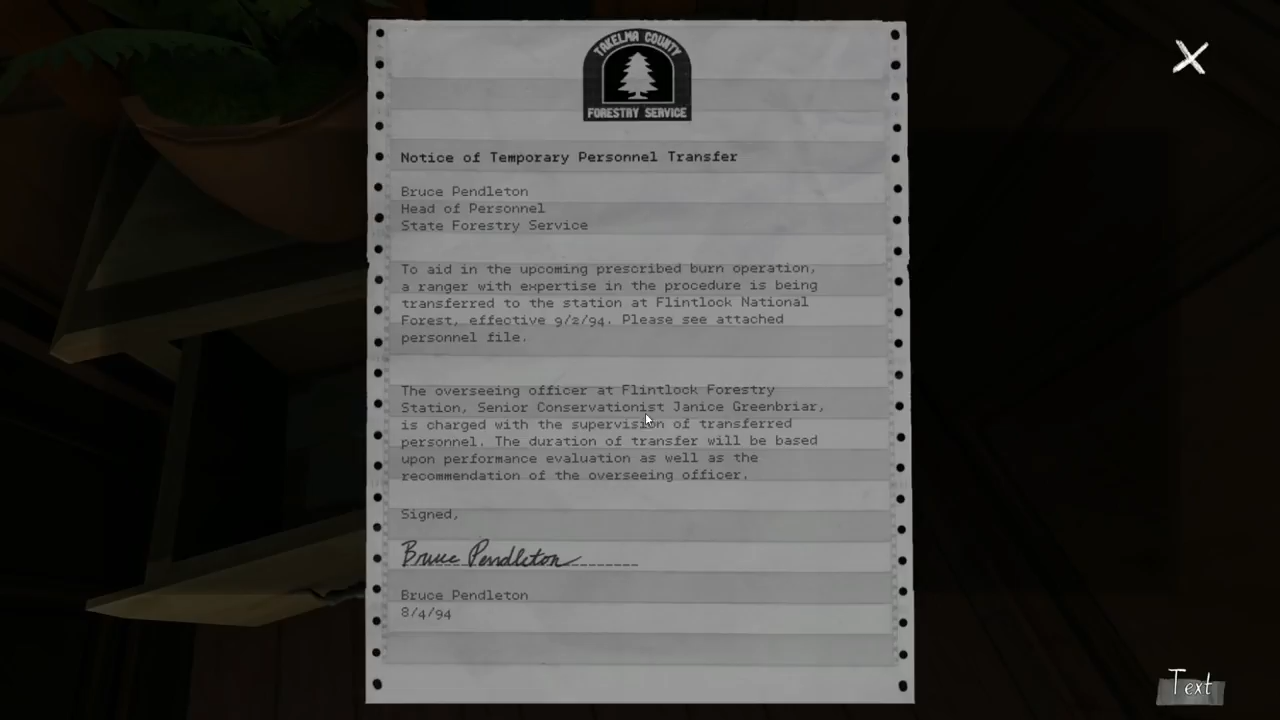 TAKELMA COUNTY
FORESTRY SERVICE
Notice of Temporary Personnel Transfer
Bruce Pendleton
Head of Personnel
State Forestry Service
To aid in the upcoming prescribed burn operation,
a ranger with expertise in the procedure is being
transferred to the station at Flintlock National
Forest, effective 9/2/94. Please see attached
personnel file.
The overseeing officer at Flintlock Forestry
Station, Senior Conservationist Janice Greenbriar,
is charged with the supervision of transferred
personnel. The duration of transfer will be based
upon performance evaluation as well as the
recommendation of the overseeing officer.
Signed,
Bruce Pendleton
Bruce Pendleton
8/4/94
Text